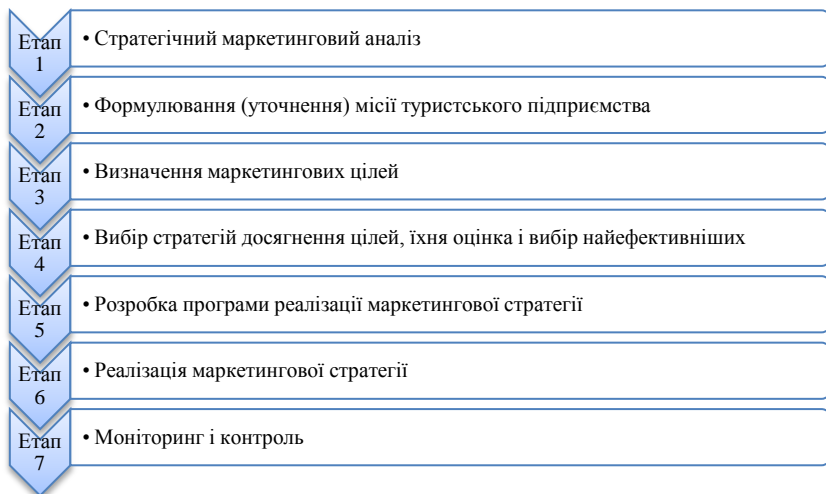 Етап 1
• Стратегічний маркетинговий аналіз
Етап 2
• Формулювання (уточнення) місії туристського підприємства
Етап 3
• Визначення маркетингових цілей
Етап 4
• Вибір стратегій досягнення цілей, їхня оцінка і вибір найефективніших
Етап 5
• Розробка програми реалізації маркетингової стратегії
Етап 6
• Реалізація маркетингової стратегії
Етап 7
• Моніторинг і контроль